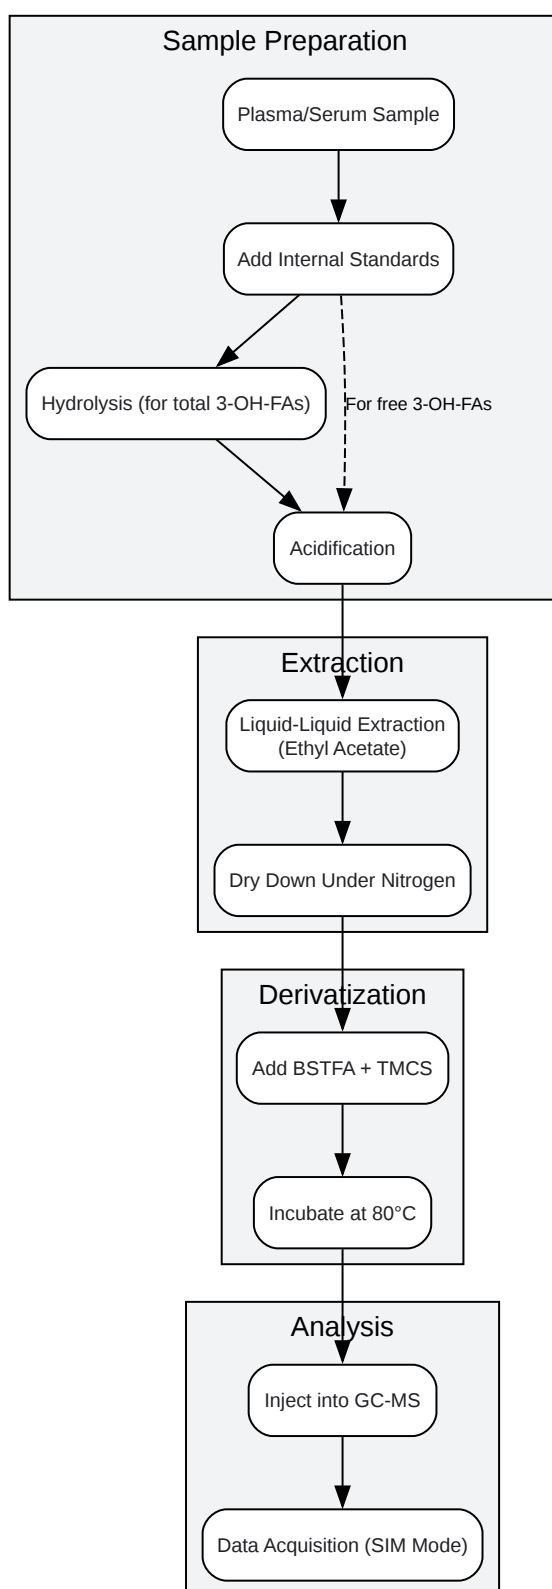 Sample Preparation
Plasma/Serum Sample
Add Internal Standards
Hydrolysis (for total 3-OH-FAs)
For free 3-OH-FAs
Acidification
Extraction
Liquid-Liquid Extraction
(Ethyl Acetate)
Dry Down Under Nitrogen
Derivatization
Add BSTFA + TMCS
Incubate at 80°C
Analysis
Inject into GC-MS
Data Acquisition (SIM Mode)